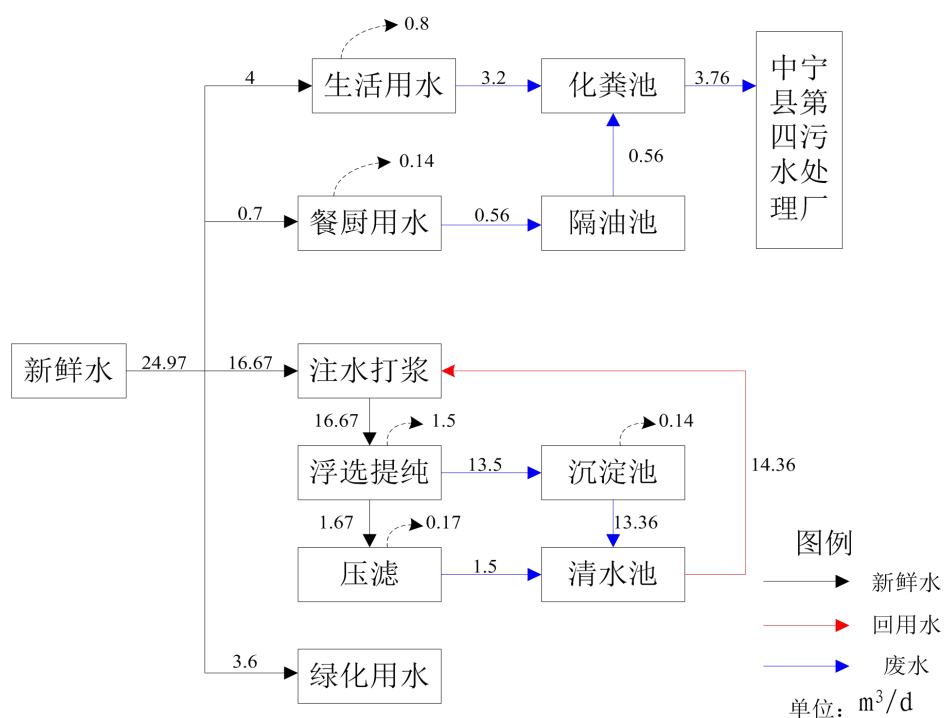 0.8
4
生活用水
3.2
化粪池
3.76
中宁
县第
四污
水处
理厂
0.14
0.56
0.7
餐厨用水
0.56
隔油池
新鲜水
24.97
16.67
注水打浆
16.67
1.5
0.14
浮选提纯
13.5
沉淀池
14.36
1.67
0.17
13.36
压滤
1.5
清水池
图例
新鲜水
回用水
3.6
绿化用水
废水
单位：m³/d